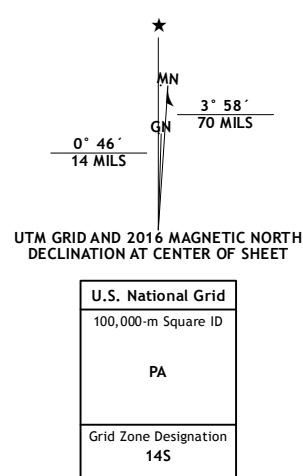 ★
MN
3° 58´
70 MILS
GN
0° 46´
14 MILS
UTM GRID AND 2016 MAGNETIC NORTH
DECLINATION AT CENTER OF SHEET
U.S. National Grid
100,000-m Square ID
PA
Grid Zone Designation
14S